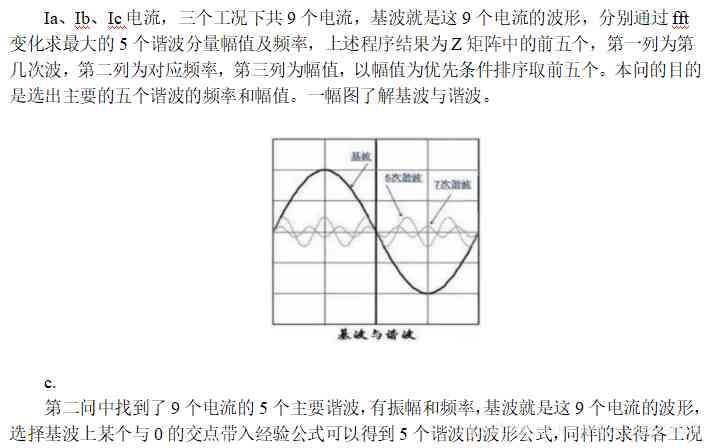 Ia、Ib、Ic 电流，三个工况下共 9 个电流，基波就是这 9 个电流的波形，分别通过 fft
变化求最大的 5 个谐波分量幅值及频率，上述程序结果为 Z 矩阵中的前五个，第一列为第
几次波，第二列为对应频率，第三列为幅值，以幅值为优先条件排序取前五个。本问的目的
是选出主要的五个谐波的频率和幅值。一幅图了解基波与谐波。
基波
6次谐波
7次谐波
基波与谐波
c.
第二问中找到了 9 个电流的 5 个主要谐波，有振幅和频率，基波就是这 9 个电流的波形，
选择基波上某个与 0 的交点带入经验公式可以得到 5 个谐波的波形公式，同样的求得各工况